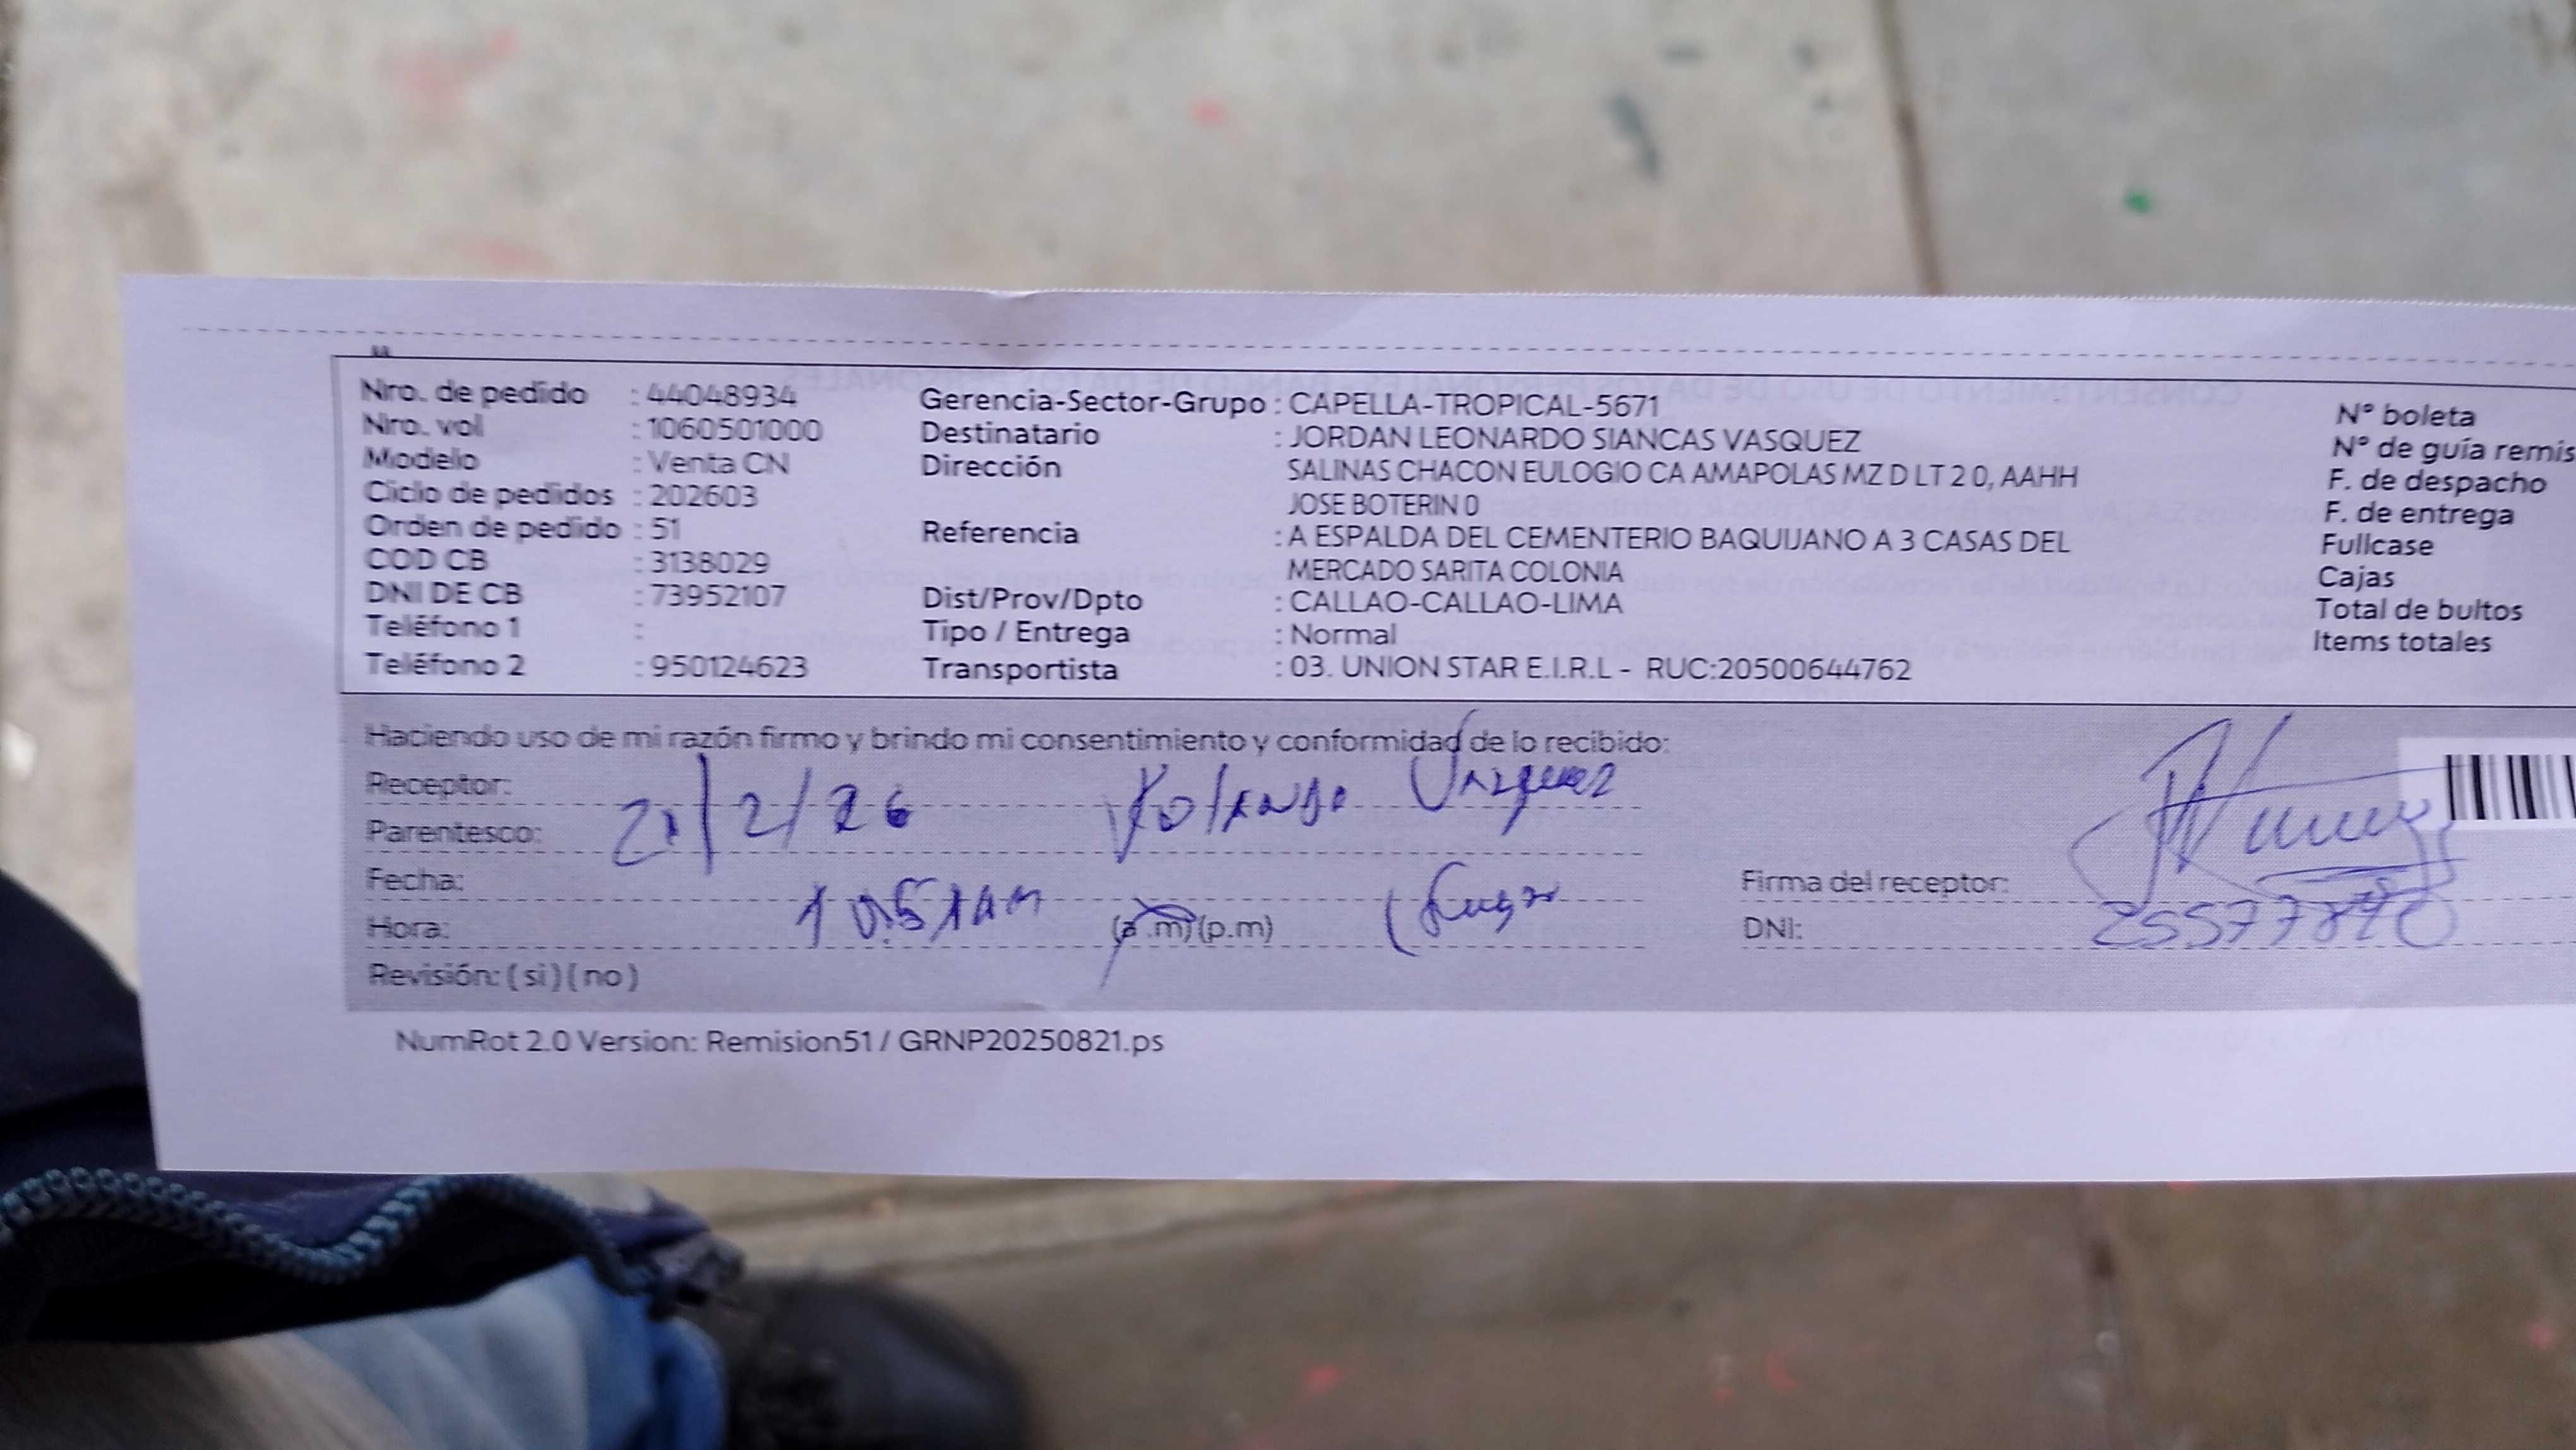 Nro. de pedido : 44048934 Gerencia-Sector-Grupo : CAPELLA-TROPICAL-5671 N° boleta
Nro. vol : 1060501000 Destinatario : JORDAN LEONARDO SIANCAS VASQUEZ N° de guía remis
Modelo : Venta CN Dirección SALINAS CHACON EULOGIO CA AMAPOLAS MZ D LT 2 0, AAHH F. de despacho
Ciclo de pedidos : 202603 JOSE BOTERIN 0 F. de entrega
Orden de pedido : 51 Referencia : A ESPALDA DEL CEMENTERIO BAQUIJANO A 3 CASAS DEL Fullcase
COD CB : 3138029 MERCADO SARITA COLONIA Cajas
DNI DE CB : 73952107 Dist/Prov/Dpto : CALLAO-CALLAO-LIMA Total de bultos
Teléfono 1 : Tipo / Entrega : Normal Items totales
Teléfono 2 : 950124623 Transportista : 03. UNION STAR E.I.R.L - RUC:20500644762
Haciendo uso de mi razón firmo y brindo mi consentimiento y conformidad de lo recibido:
Receptor:
Parentesco: 21/2/26 Yolanda Vasquez
Fecha: Firma del receptor:
Hora: 10:51 am (a .m) (p.m) DNI:
Revisión: ( si ) ( no )
NumRot 2.0 Version: Remision51 / GRNP20250821.ps